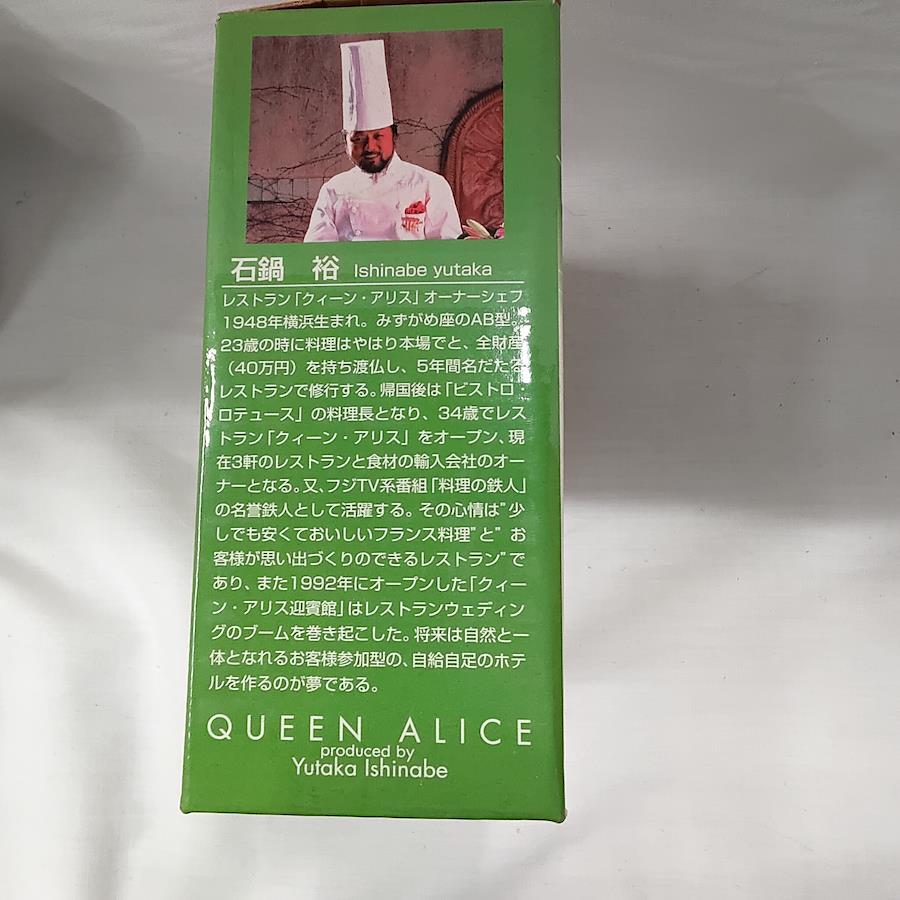 石鍋 裕 Ishinabe yutaka
レストラン「クィーン・アリス」オーナーシェフ
1948年横浜生まれ。みずがめ座のAB型。
23歳の時に料理はやはり本場でと、全財産
（40万円）を持ち渡仏し、5年間名だたる
レストランで修行する。帰国後は「ビストロ・
ロテュース」の料理長となり、34歳でレス
トラン「クィーン・アリス」をオープン、現
在3軒のレストランと食材の輸入会社のオー
ナーとなる。又、フジTV系番組「料理の鉄人」
の名誉鉄人として活躍する。その心情は"少
しでも安くておいしいフランス料理"と"お
客様が思い出づくりのできるレストラン"で
あり、また1992年にオープンした「クィー
ン・アリス迎賓館」はレストランウェディン
グのブームを巻き起こした。将来は自然と一
体となれるお客様参加型の、自給自足のホテ
ルを作るのが夢である。
QUEEN ALICE
produced by
Yutaka Ishinabe